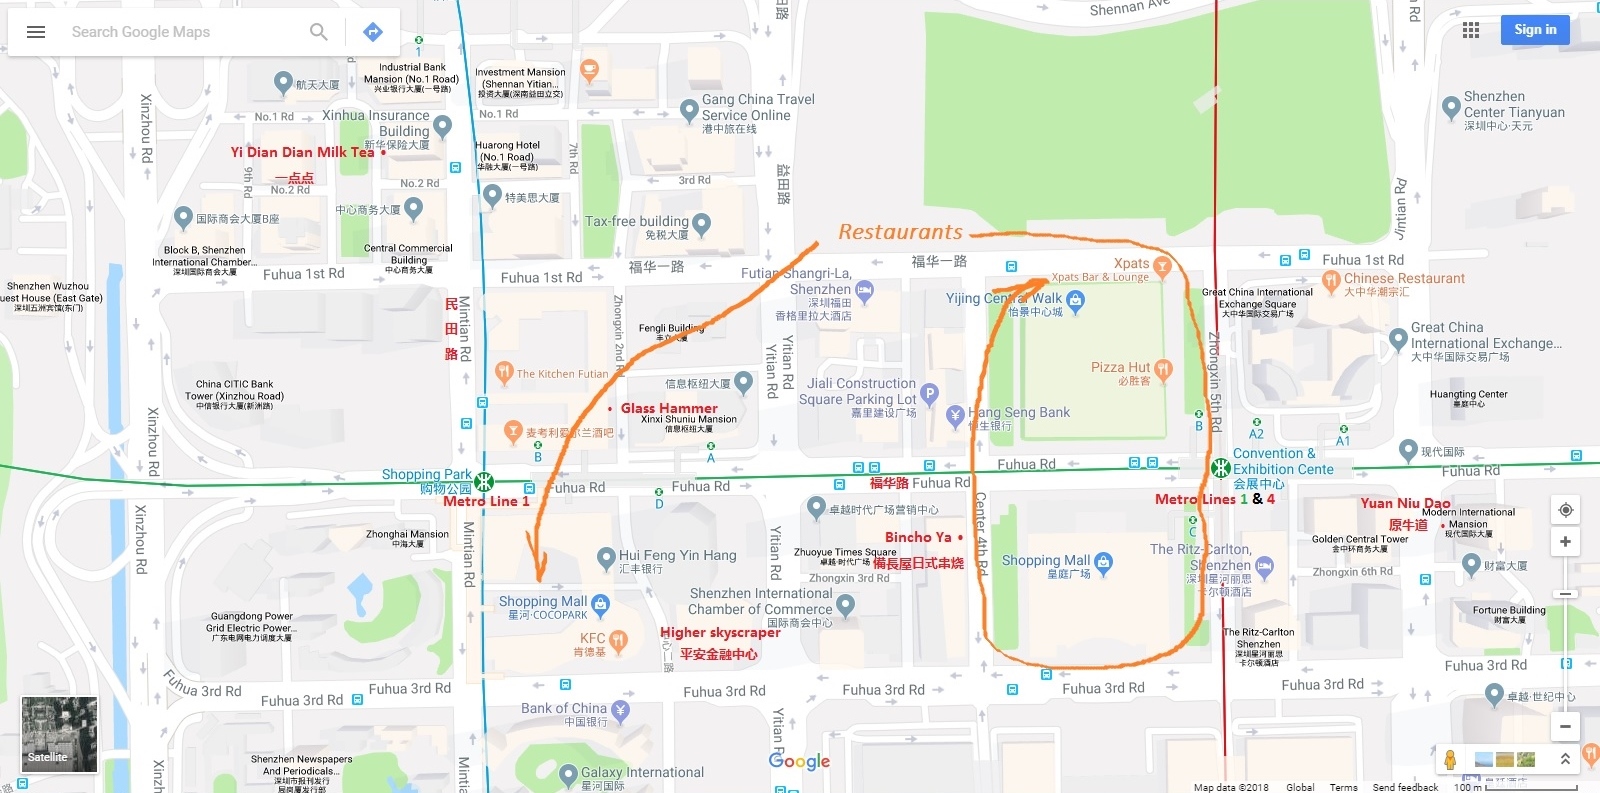 Search Google Maps
Sign in
Shennan Ave
益田路
Jintian Rd
1
Industrial Bank
Mansion (No.1 Road)
兴业银行大厦(一号路)
Investment Mansion
(Shennan Yitian...
投资大厦(深南益田立交)
航天大厦
Gang China Travel
Service Online
港中旅在线
Shenzhen
Center Tianyuan
深圳中心·天元
Xinzhou Rd
No.1 Rd
Xinhua Insurance
Building
新华保险大厦
No.1 Rd
7th Rd
Huarong Hotel
(No.1 Road)
华融大厦(一号路)
Yi Dian Dian Milk Tea
一点点
9th Rd
No.2 Rd
No.2 Rd
3rd Rd
益田路
特美思大厦
国际商会大厦B座
中心商务大厦
Tax-free building
免税大厦
Restaurants
Jintian Rd
Block B, Shenzhen
International Chamber...
深圳国际商会大厦
Central Commercial
Building
中心商务大厦
Fuhua 1st Rd
Fuhua 1st Rd
福华一路
福华一路
Fuhua 1st Rd
Xpats
Xpats Bar & Lounge
Chinese Restaurant
大中华潮宗汇
Shenzhen Wuzhou
uest House (East Gate)
深圳五洲宾馆(东门)
Futian Shangri-La,
Shenzhen
深圳福田
香格里拉大酒店
Yijing Central Walk
怡景中心城
Great China International
Exchange Square
大中华国际交易广场
民田路
Mintian Rd
Zhongxin 2nd Rd
Fengli Building
丰立大厦
Yitian Rd
Yitian Rd
Zhongxin 5th Rd
Great China
International Exchange...
大中华国际交易广场
The Kitchen Futian
信息枢纽大厦
Pizza Hut
必胜客
China CITIC Bank
Tower (Xinzhou Road)
中信银行大厦(新洲路)
Jiali Construction
Square Parking Lot
嘉里建设广场
Huangting Center
皇庭中心
Glass Hammer
Xinxi Shuniu Mansion
信息枢纽大厦
Hang Seng Bank
恒生银行
Xinzhou Rd
麦考利爱尔兰酒吧
B
A
B
A2
A1
现代国际
Shopping Park
购物公园
Metro Line 1
Fuhua Rd
D
福华路
Fuhua Rd
Fuhua Rd
Convention &
Exhibition Cente
会展中心
Fuhua Rd
Metro Lines 1 & 4
Yuan Niu Dao
原牛道
Modern International
Mansion
现代国际大厦
Xinzhou Rd
Mintian Rd
卓越时代广场营销中心
Center 4th Rd
C
Zhonghai Mansion
中海大厦
Yitian Rd
Bincho Ya
備長屋日式串烧
Golden Central Tower
金中环商务大厦
Hui Feng Yin Hang
汇丰银行
Zhuoyue Times Square
卓越·时代广场
Zhongxin 3rd Rd
Shopping Mall
皇庭广场
The Ritz-Carlton,
Shenzhen
深圳星河丽思
卡尔顿酒店
Zhongxin 6th Rd
财富大厦
Shopping Mall
星河·COCOPARK
Shenzhen International
Chamber of Commerce
国际商会中心
Fortune Building
财富大厦
Guangdong Power
Grid Electric Power...
广东电网电力调度大厦
KFC
肯德基
Higher skyscraper
平安金融中心
The Ritz-Carlton
Shenzhen
深圳星河丽思
卡尔顿酒店
Fuhua 3rd Rd
Fuhua 3rd Rd
Fuhua 3rd Rd
Fuhua 3rd Rd
Fuhua 3rd Rd
Fuhua 3rd Rd
卓越·世纪中心
Bank of China
中国银行
Yitian Rd
Satellite
Shenzhen Newspapers
And Periodicals...
深圳市报刊发行
局岗厦发行部
Xinzhou Rd
Mintian Rd
Galaxy International
星河国际
Google
Map data ©2018 Global Terms Send feedback 100 m